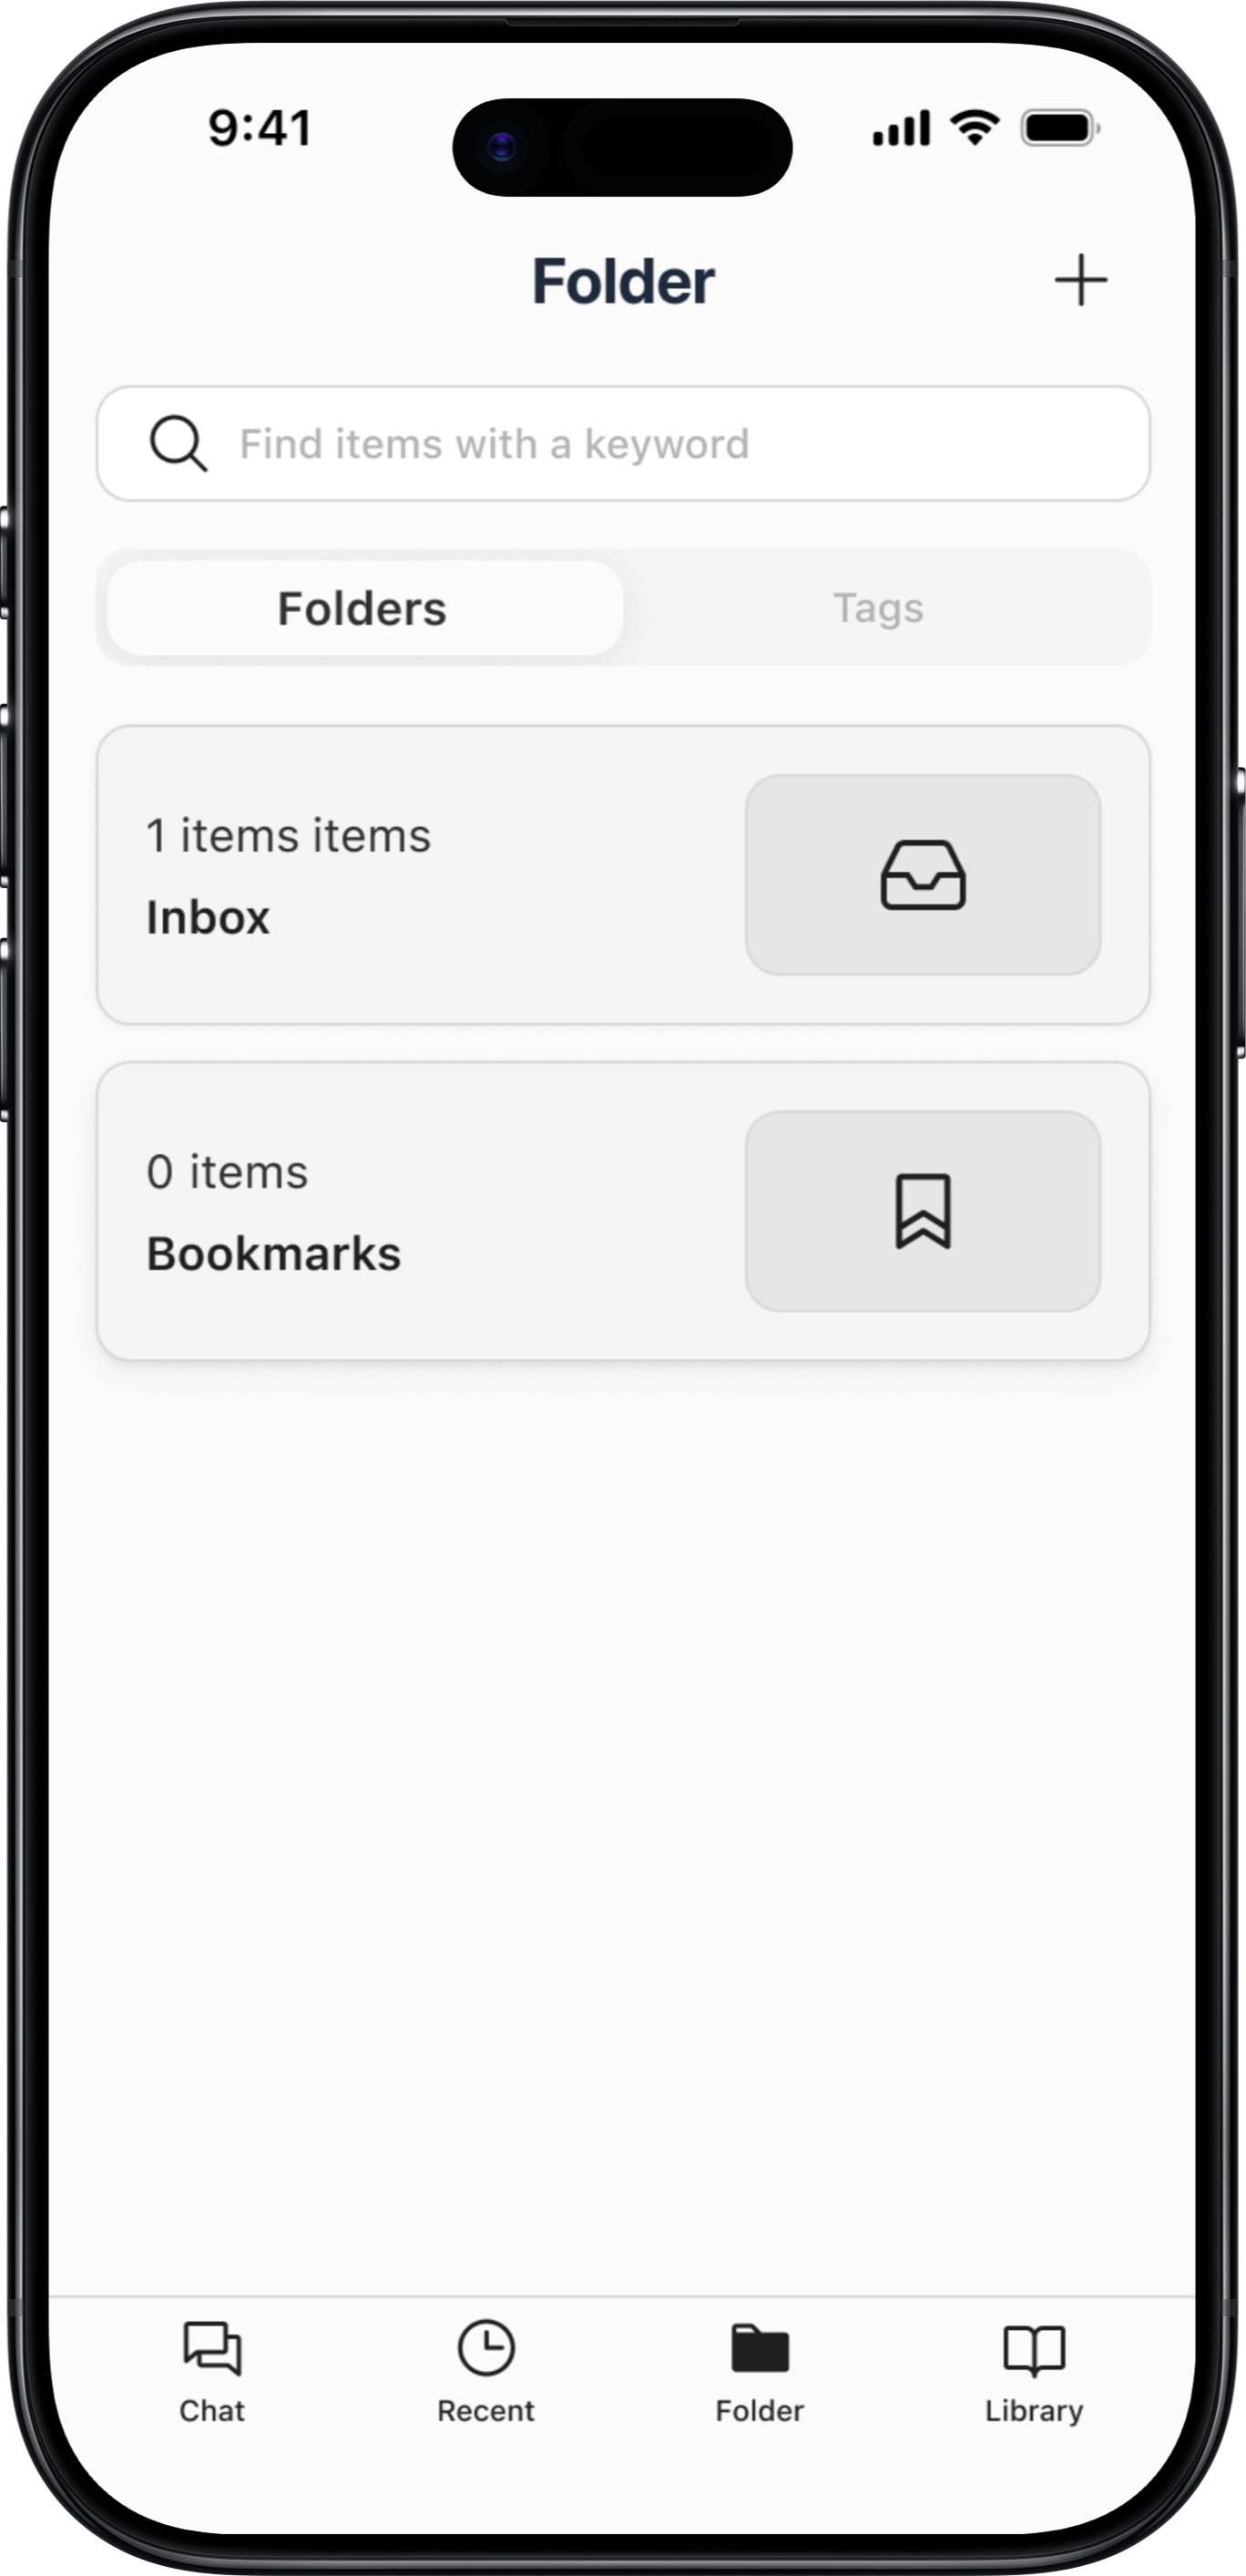 9:41
Folder
Find items with a keyword
Folders
Tags
1 items items
Inbox
0 items
Bookmarks
Chat
Recent
Folder
Library